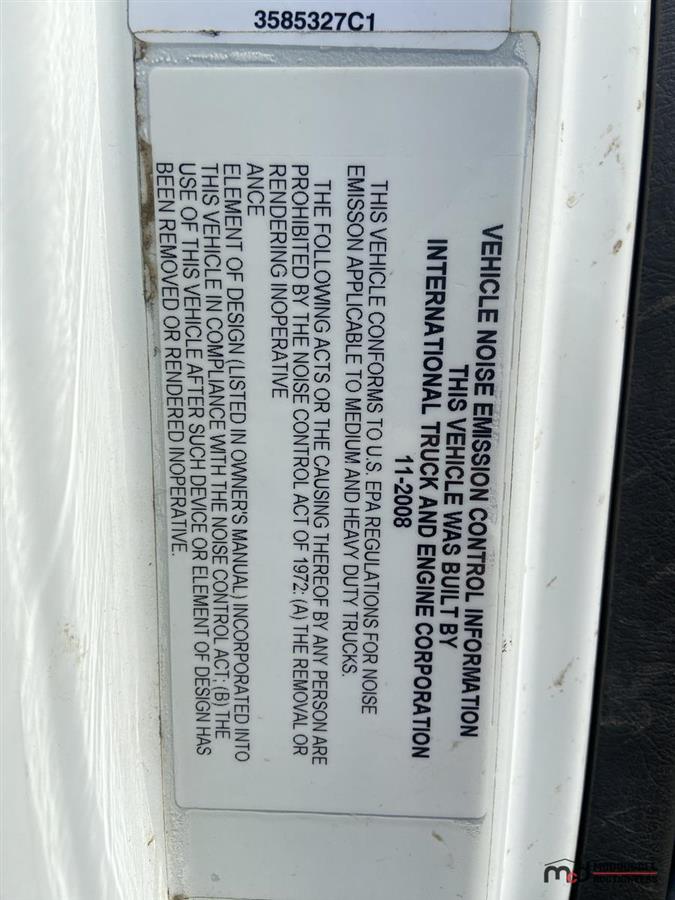 3585327C1
VEHICLE NOISE EMISSION CONTROL INFORMATION
THIS VEHICLE WAS BUILT BY
INTERNATIONAL TRUCK AND ENGINE CORPORATION
11-2008
THIS VEHICLE CONFORMS TO U.S. EPA REGULATIONS FOR NOISE
EMISSON APPLICABLE TO MEDIUM AND HEAVY DUTY TRUCKS.
THE FOLLOWING ACTS OR THE CAUSING THEREOF BY ANY PERSON ARE
PROHIBITED BY THE NOISE CONTROL ACT OF 1972: (A) THE REMOVAL OR
RENDERING INOPERATIVE
ANCE
ELEMENT OF DESIGN (LISTED IN OWNER'S MANUAL) INCORPORATED INTO
THIS VEHICLE IN COMPLIANCE WITH THE NOISE CONTROL ACT; (B) THE
USE OF THIS VEHICLE AFTER SUCH DEVICE OR ELEMENT OF DESIGN HAS
BEEN REMOVED OR RENDERED INOPERATIVE.
mcd MCDOUGALL
AUCTIONEERS